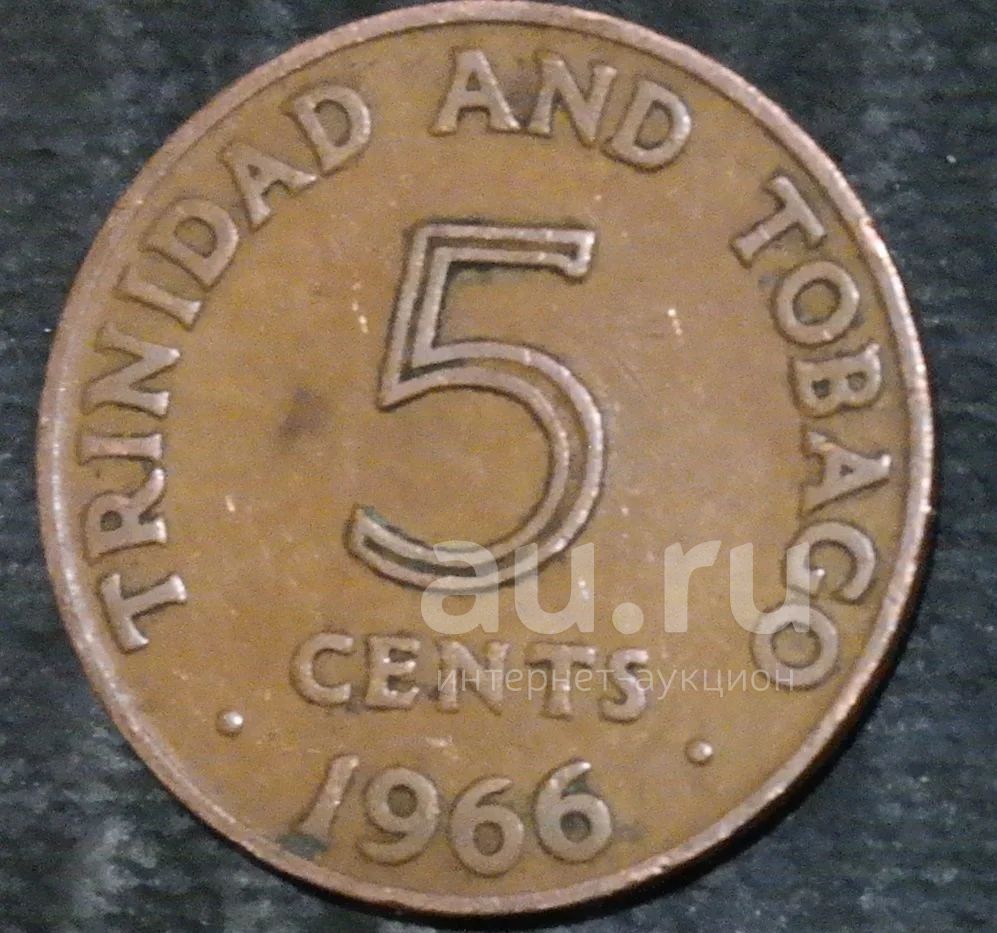 TRINIDAD AND TOBAGO
5
CENTS
· 1966 ·
au.ru
интернет-аукцион